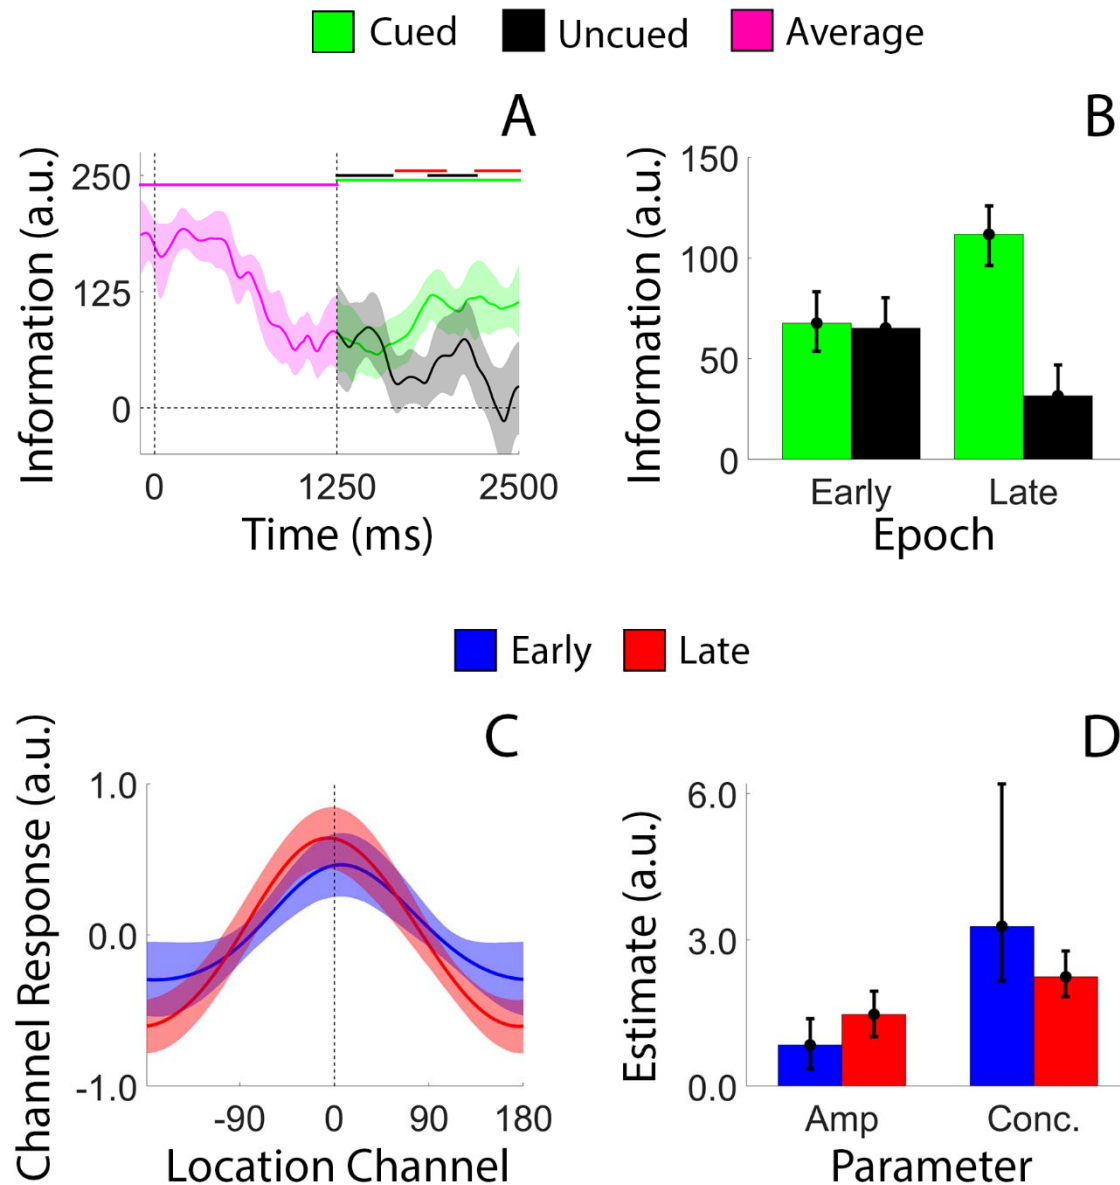 Cued Uncued Average
A
Information (a.u.)
250
125
0
0 1250 2500
Time (ms)
B
Information (a.u.)
150
100
50
0
Early Late
Epoch
Early Late
C
Channel Response (a.u.)
1.0
0.0
-1.0
-90 0 90 180
Location Channel
D
Estimate (a.u.)
6.0
3.0
0.0
Amp Conc.
Parameter